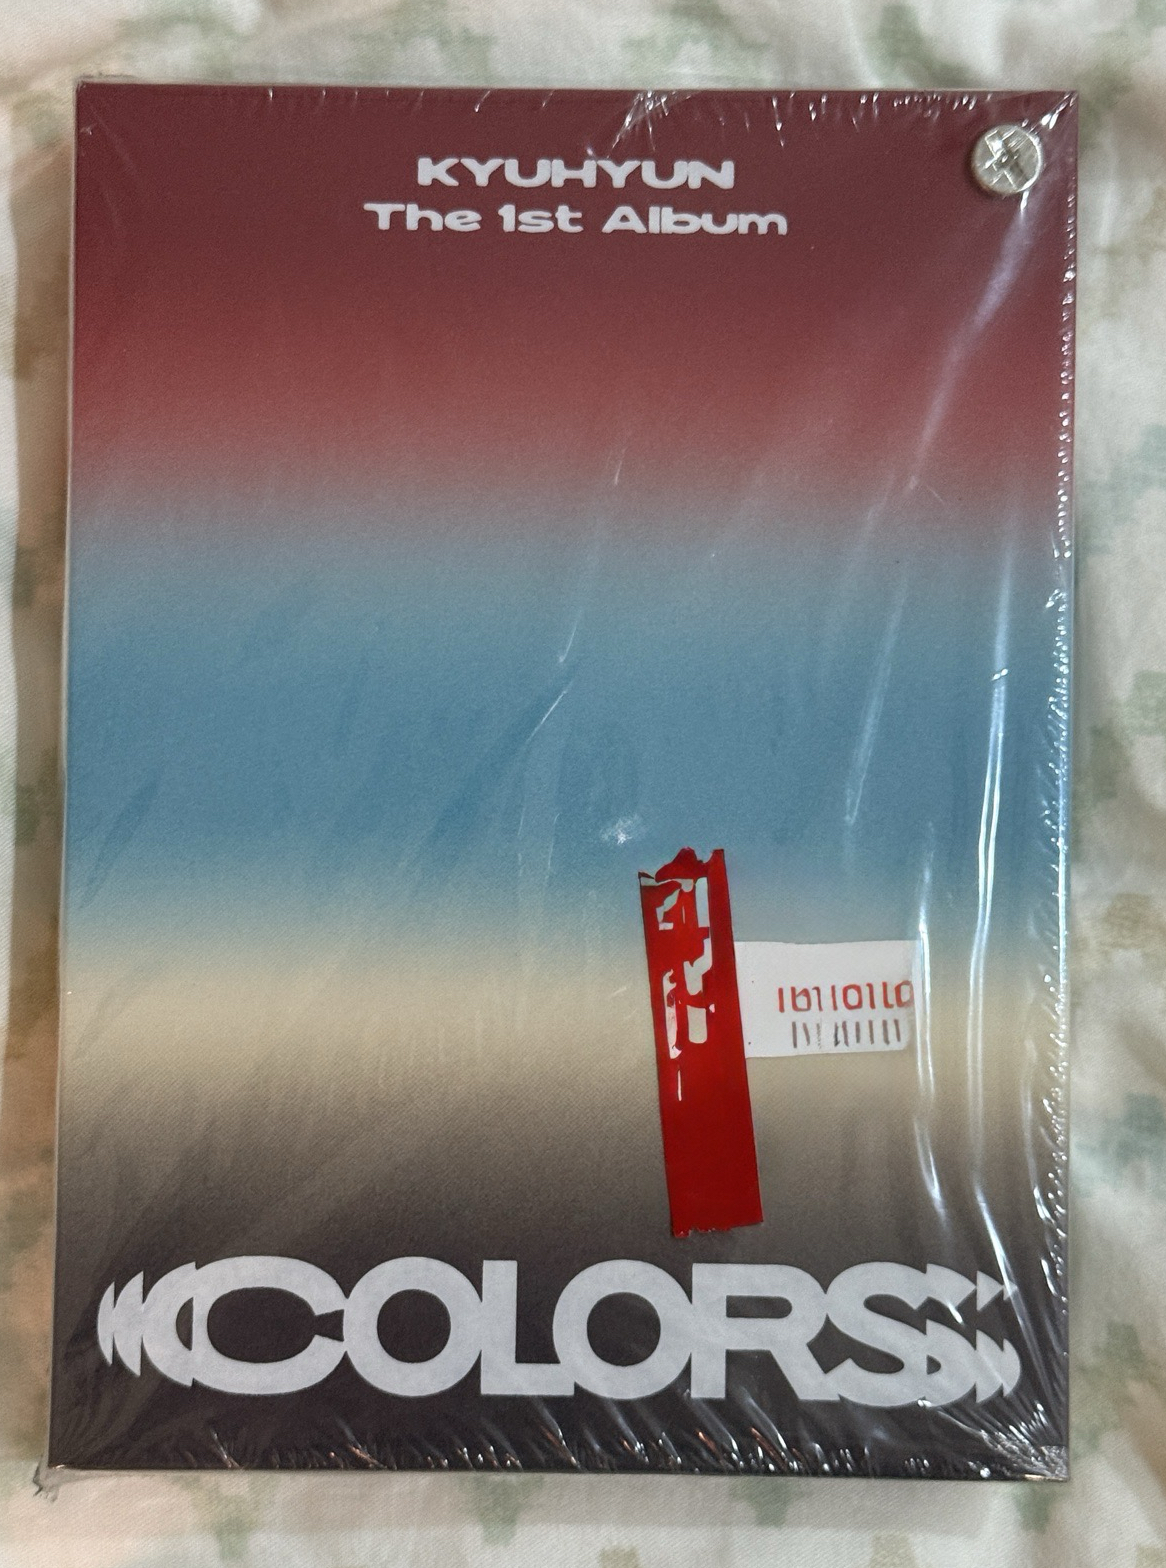 KYUHYUN
The 1st Album
COLORS